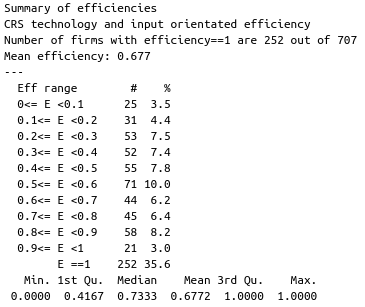 Summary of efficiencies
CRS technology and input orientated efficiency
Number of firms with efficiency==1 are 252 out of 707
Mean efficiency: 0.677
---
  Eff range        #    %
  0<= E <0.1      25  3.5
  0.1<= E <0.2    31  4.4
  0.2<= E <0.3    53  7.5
  0.3<= E <0.4    52  7.4
  0.4<= E <0.5    55  7.8
  0.5<= E <0.6    71 10.0
  0.6<= E <0.7    44  6.2
  0.7<= E <0.8    45  6.4
  0.8<= E <0.9    58  8.2
  0.9<= E <1      21  3.0
        E ==1    252 35.6
   Min. 1st Qu.  Median    Mean 3rd Qu.    Max.
 0.0000  0.4167  0.7333  0.6772  1.0000  1.0000